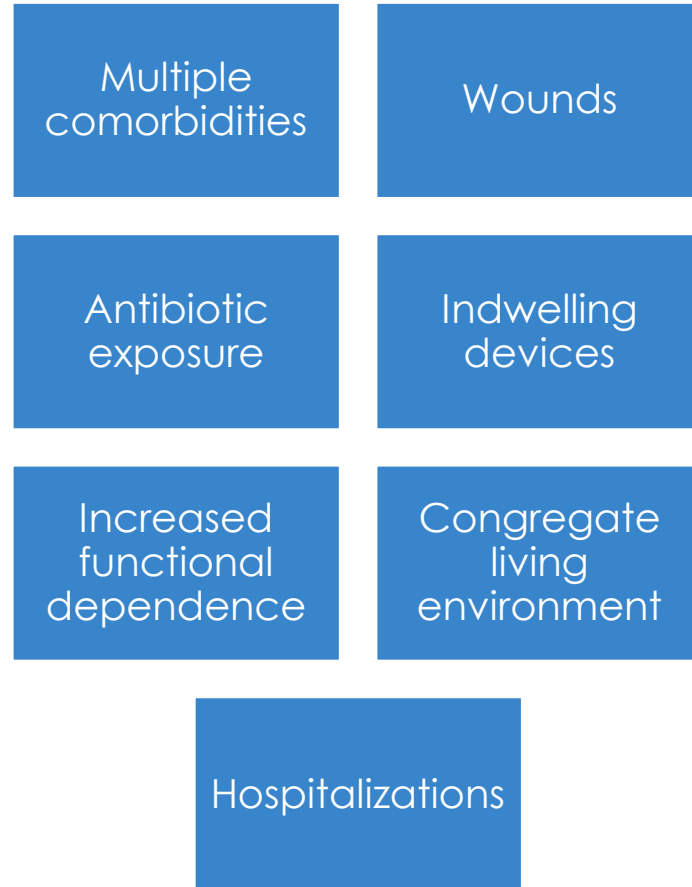 Multiple
comorbidities
Wounds
Antibiotic
exposure
Indwelling
devices
Increased
functional
dependence
Congregate
living
environment
Hospitalizations